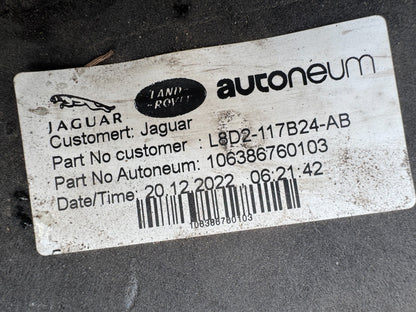 JAGUAR
LAND
ROVER
autoneum
Customert: Jaguar
Part No customer : L8D2-117B24-AB
Part No Autoneum: 106386760103
Date/Time: 20.12.2022 06:21:42
106386760103